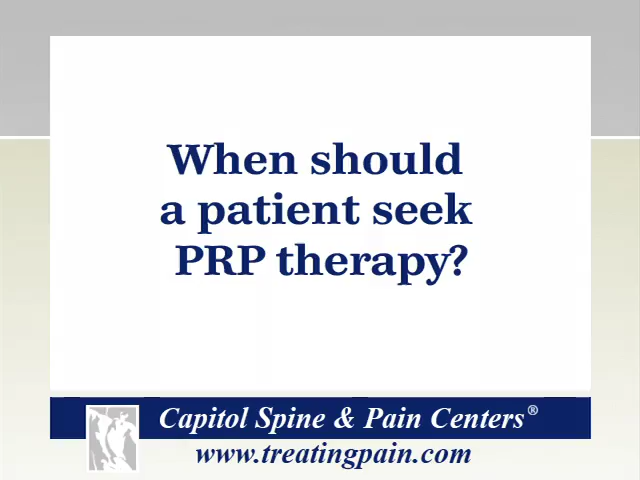 When should
a patient seek
PRP therapy?
Capitol Spine & Pain Centers®
www.treatingpain.com